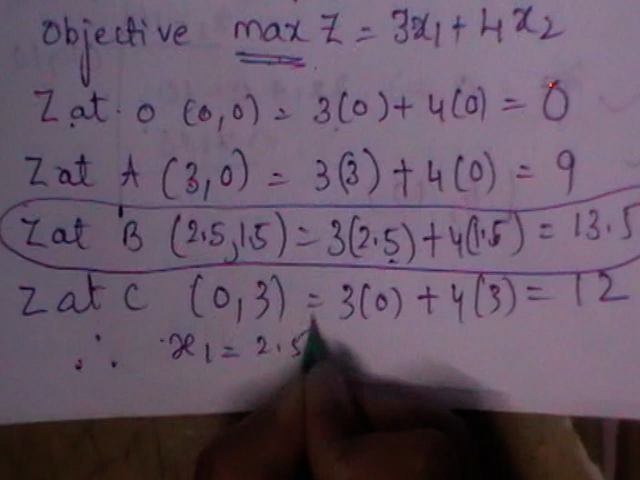 Objective max Z = 3x₁ + 4x₂
Z at O (0,0) = 3(0) + 4(0) = 0
Z at A (3,0) = 3(3) + 4(0) = 9
Z at B (2.5,1.5) = 3(2.5) + 4(1.5) = 13.5
Z at C (0,3) = 3(0) + 4(3) = 12
∴ x₁ = 2.5